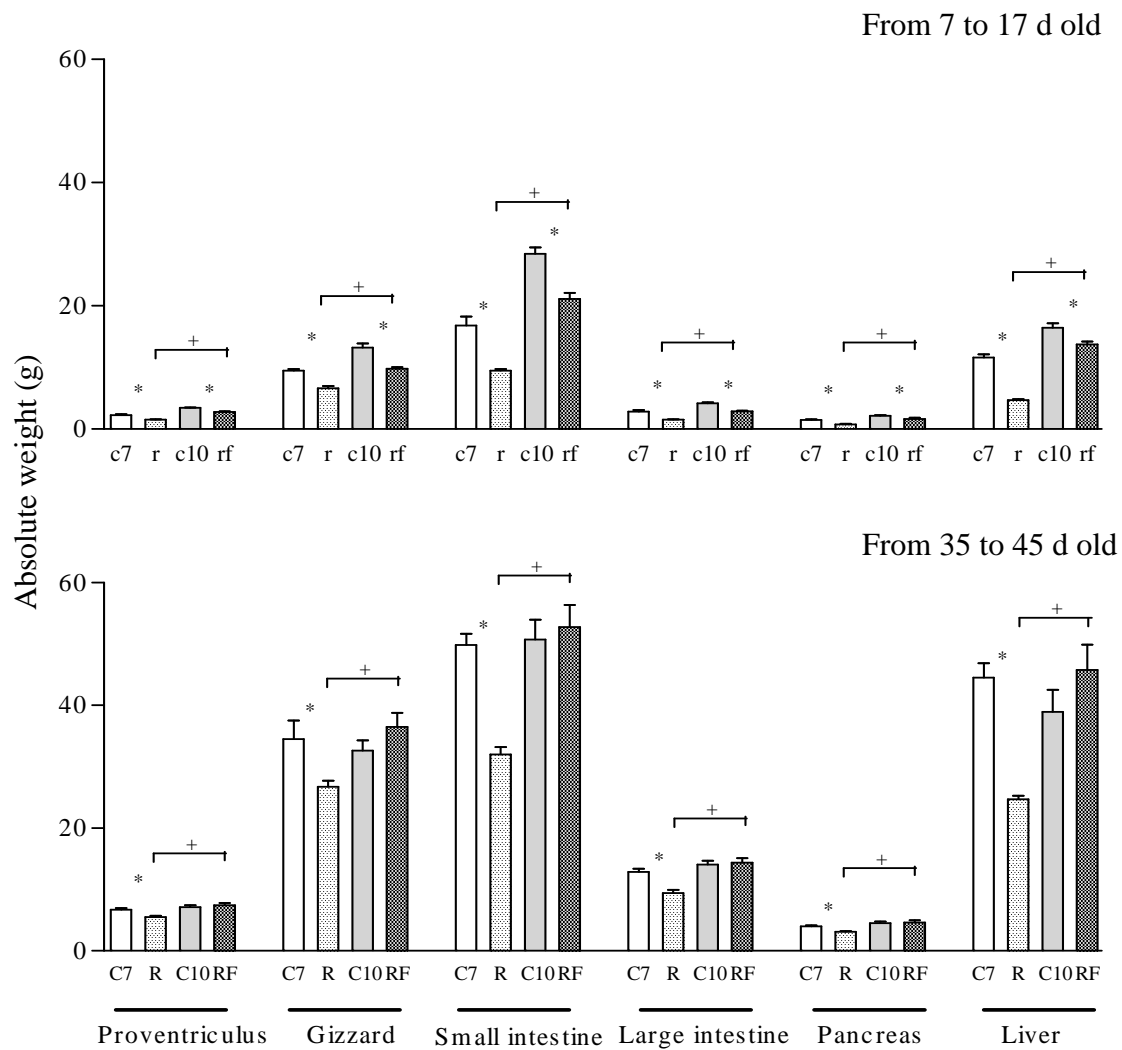 From 7 to 17 d old
Absolute weight (g)
60
40
20
0
+
+
+
+
+
+
* *
* *
* *
* *
* *
* *
c7 r c10 rf
c7 r c10 rf
c7 r c10 rf
c7 r c10 rf
c7 r c10 rf
c7 r c10 rf
From 35 to 45 d old
60
40
20
0
+
+
+
+
+
+
*
*
*
*
*
*
C7 R C10 RF
C7 R C10 RF
C7 R C10 RF
C7 R C10 RF
C7 R C10 RF
C7 R C10 RF
Proventriculus
Gizzard
Small intestine
Large intestine
Pancreas
Liver